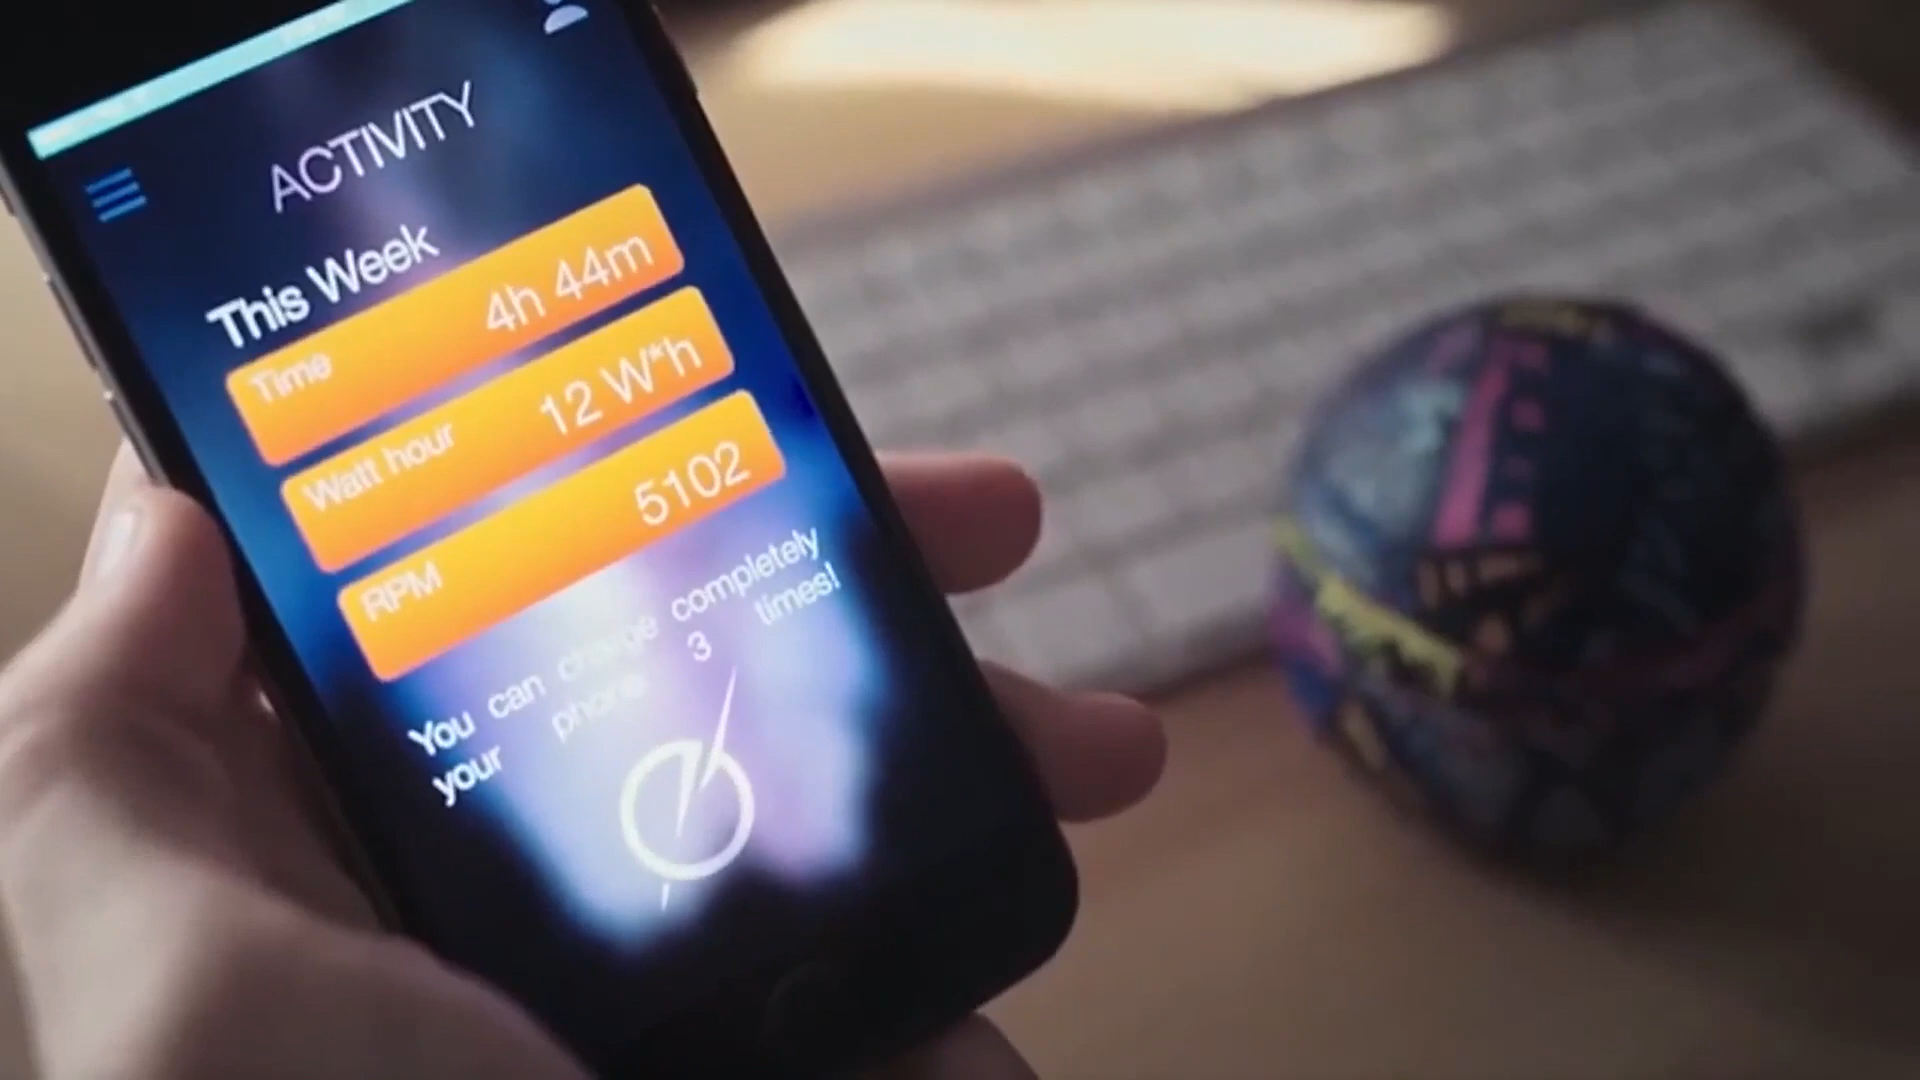 ACTIVITY
This Week
Time 4h 44m
Watt hour 12 W*h
RPM 5102
You can charge completely
your phone 3 times!